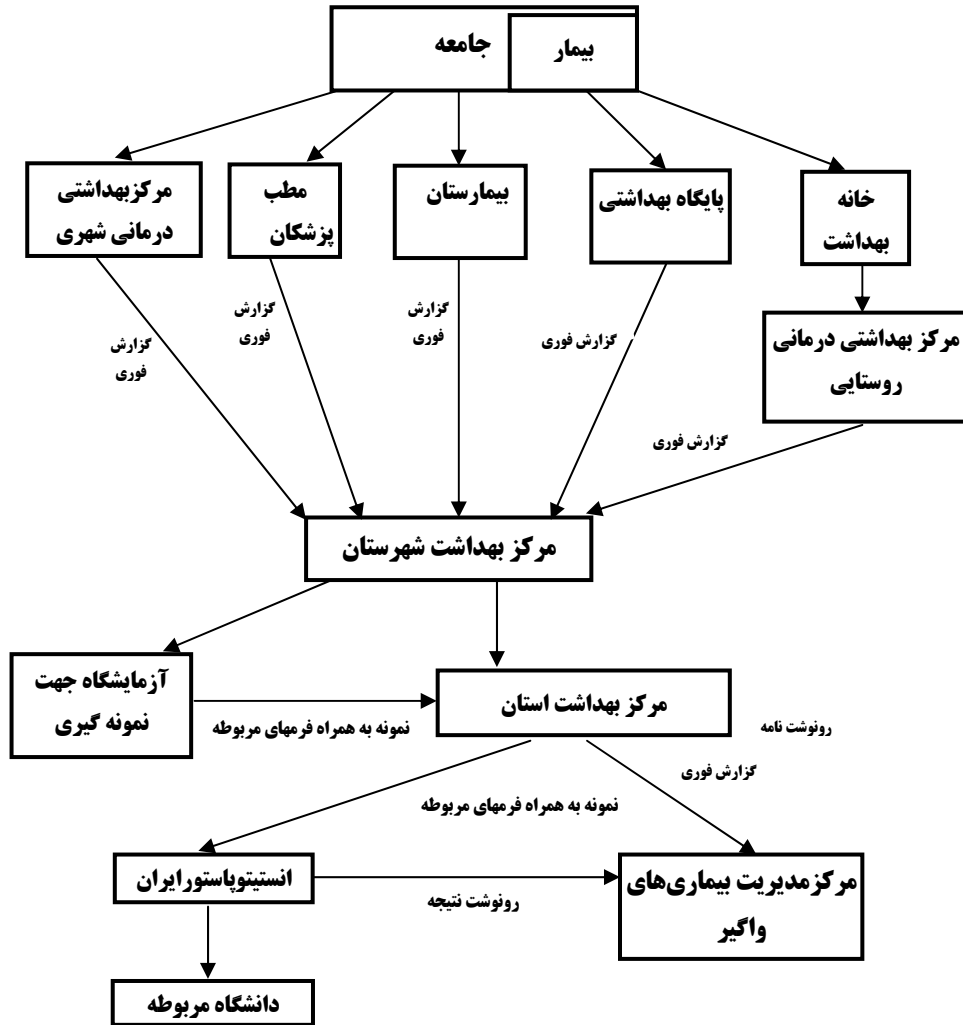 جامعه
بیمار
خانه
بهداشت
پایگاه بهداشتی
بیمارستان
مطب
پزشکان
مرکزبهداشتی
درمانی شهری
مرکز بهداشتی درمانی
روستایی
گزارش فوری
گزارش فوری
گزارش
فوری
گزارش
فوری
گزارش
فوری
مرکز بهداشت شهرستان
آزمایشگاه جهت
نمونه گیری
نمونه به همراه فرمهای مربوطه
مرکز بهداشت استان
رونوشت نامه
گزارش فوری
نمونه به همراه فرمهای مربوطه
مرکزمدیریت بیماری‌های
واگیر
رونوشت نتیجه
انستیتوپاستورایران
دانشگاه مربوطه